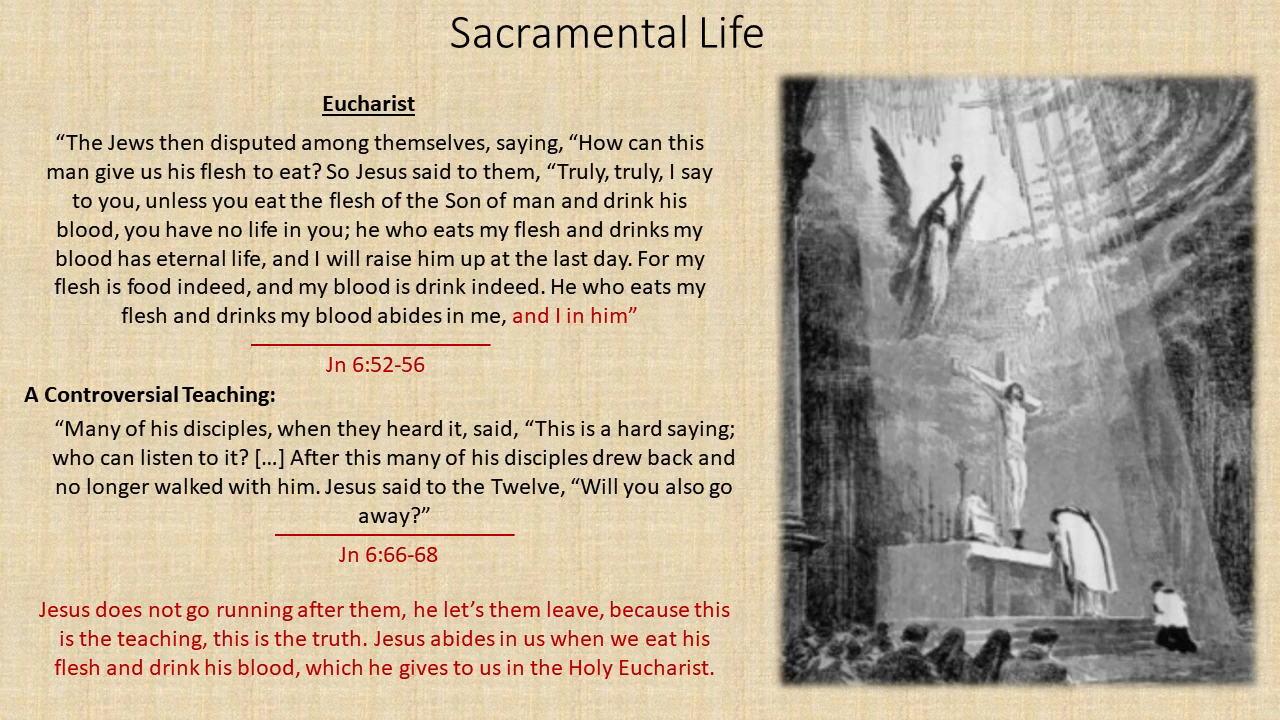 Sacramental Life
Eucharist
“The Jews then disputed among themselves, saying, “How can this
man give us his flesh to eat? So Jesus said to them, “Truly, truly, I say
to you, unless you eat the flesh of the Son of man and drink his
blood, you have no life in you; he who eats my flesh and drinks my
blood has eternal life, and I will raise him up at the last day. For my
flesh is food indeed, and my blood is drink indeed. He who eats my
flesh and drinks my blood abides in me, and I in him”
Jn 6:52-56
A Controversial Teaching:
“Many of his disciples, when they heard it, said, “This is a hard saying;
who can listen to it? […] After this many of his disciples drew back and
no longer walked with him. Jesus said to the Twelve, “Will you also go
away?”
Jn 6:66-68
Jesus does not go running after them, he let’s them leave, because this
is the teaching, this is the truth. Jesus abides in us when we eat his
flesh and drink his blood, which he gives to us in the Holy Eucharist.